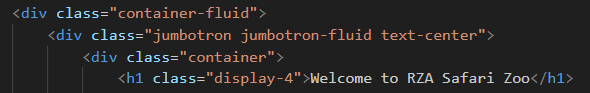 <div class="container-fluid">
<div class="jumbotron jumbotron-fluid text-center">
<div class="container">
<h1 class="display-4">Welcome to RZA Safari Zoo</h1>